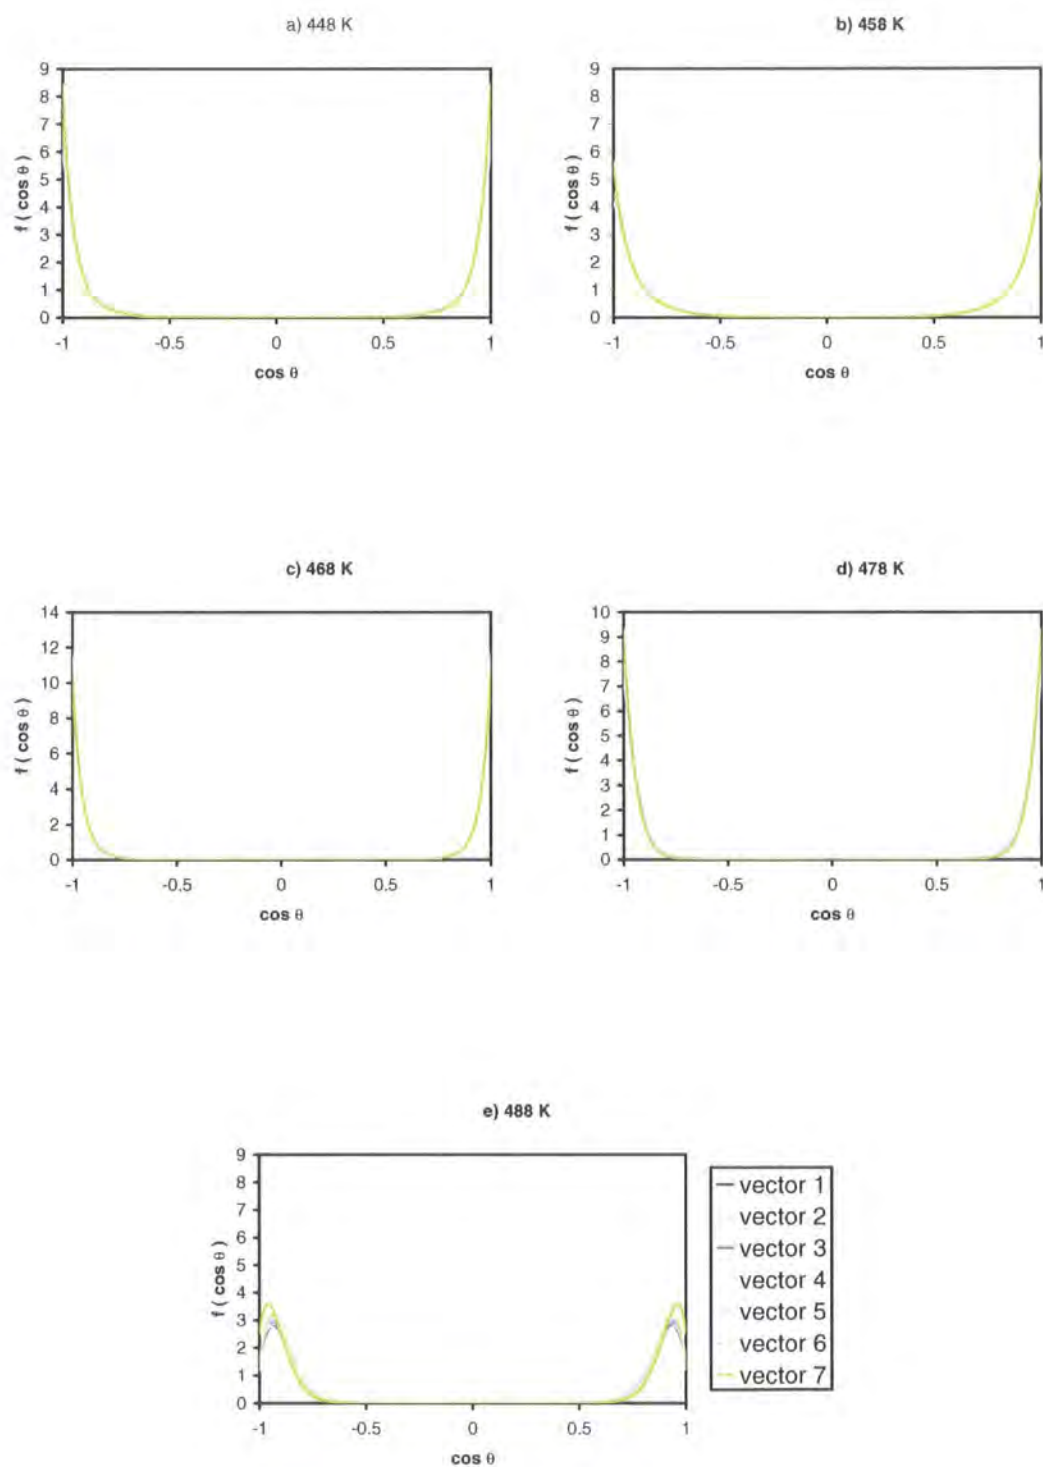 a) 448 K
9
8
7
6
5
4
3
2
1
0
f ( cos θ )
-1 -0.5 0 0.5 1
cos θ
b) 458 K
9
8
7
6
5
4
3
2
1
0
f ( cos θ )
-1 -0.5 0 0.5 1
cos θ
c) 468 K
14
12
10
8
6
4
2
0
f ( cos θ )
-1 -0.5 0 0.5 1
cos θ
d) 478 K
10
9
8
7
6
5
4
3
2
1
0
f ( cos θ )
-1 -0.5 0 0.5 1
cos θ
e) 488 K
9
8
7
6
5
4
3
2
1
0
f ( cos θ )
-1 -0.5 0 0.5 1
cos θ
vector 1
vector 2
vector 3
vector 4
vector 5
vector 6
vector 7